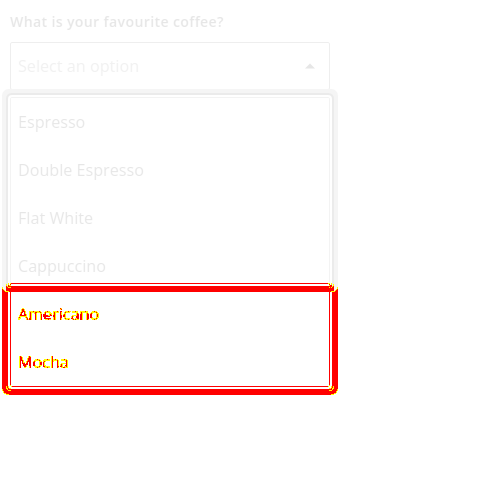 What is your favourite coffee?
Select an option
Espresso
Double Espresso
Flat White
Cappuccino
Americano
Mocha